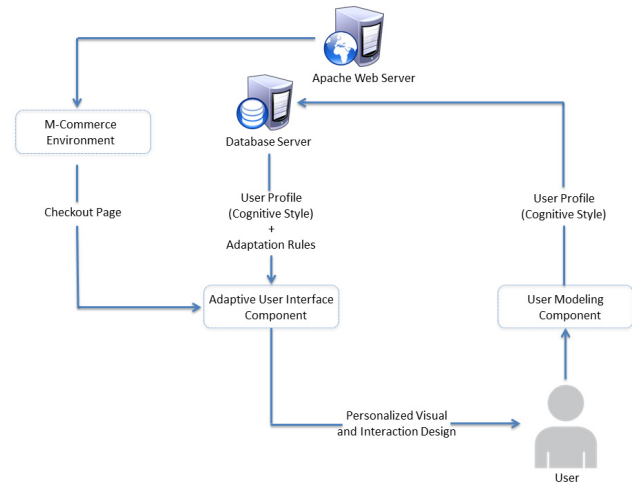 Apache Web Server
M-Commerce
Environment
Database Server
Checkout Page
User Profile
(Cognitive Style)
+
Adaptation Rules
User Profile
(Cognitive Style)
Adaptive User Interface
Component
User Modeling
Component
Personalized Visual
and Interaction Design
User